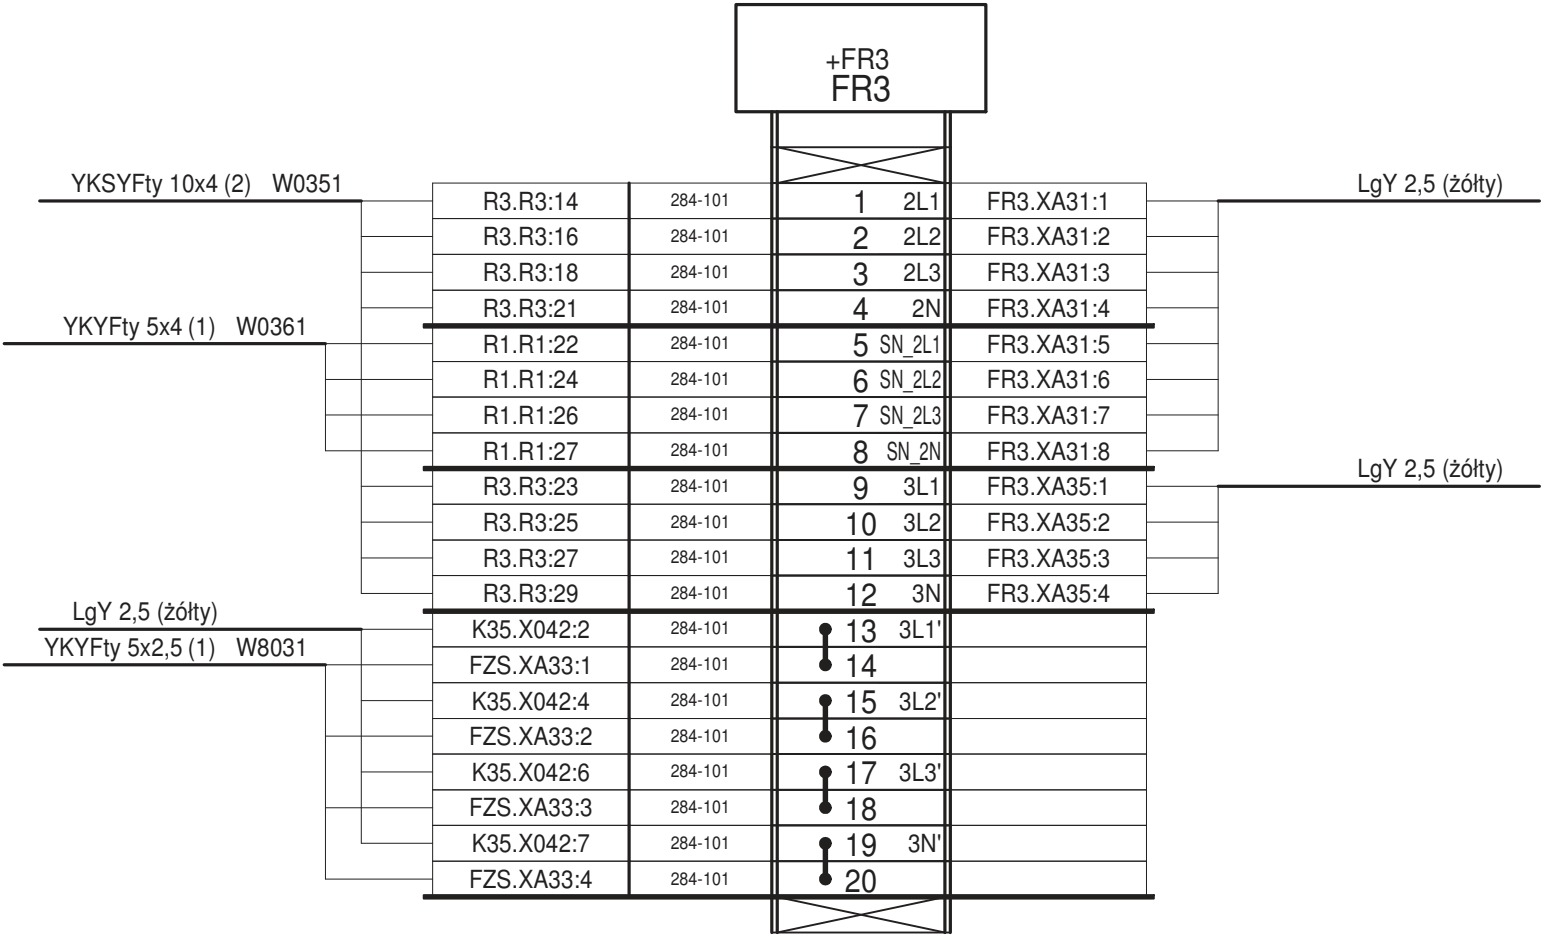 +FR3
FR3
YKSYFty 10x4 (2) W0351
LgY 2,5 (żółty)
R3.R3:14 284-101 1 2L1 FR3.XA31:1
R3.R3:16 284-101 2 2L2 FR3.XA31:2
R3.R3:18 284-101 3 2L3 FR3.XA31:3
R3.R3:21 284-101 4 2N FR3.XA31:4
YKYFty 5x4 (1) W0361
R1.R1:22 284-101 5 SN_2L1 FR3.XA31:5
R1.R1:24 284-101 6 SN_2L2 FR3.XA31:6
R1.R1:26 284-101 7 SN_2L3 FR3.XA31:7
R1.R1:27 284-101 8 SN_2N FR3.XA31:8
LgY 2,5 (żółty)
R3.R3:23 284-101 9 3L1 FR3.XA35:1
R3.R3:25 284-101 10 3L2 FR3.XA35:2
R3.R3:27 284-101 11 3L3 FR3.XA35:3
R3.R3:29 284-101 12 3N FR3.XA35:4
LgY 2,5 (żółty)
K35.X042:2 284-101 13 3L1'
YKYFty 5x2,5 (1) W8031
FZS.XA33:1 284-101 14
K35.X042:4 284-101 15 3L2'
FZS.XA33:2 284-101 16
K35.X042:6 284-101 17 3L3'
FZS.XA33:3 284-101 18
K35.X042:7 284-101 19 3N'
FZS.XA33:4 284-101 20